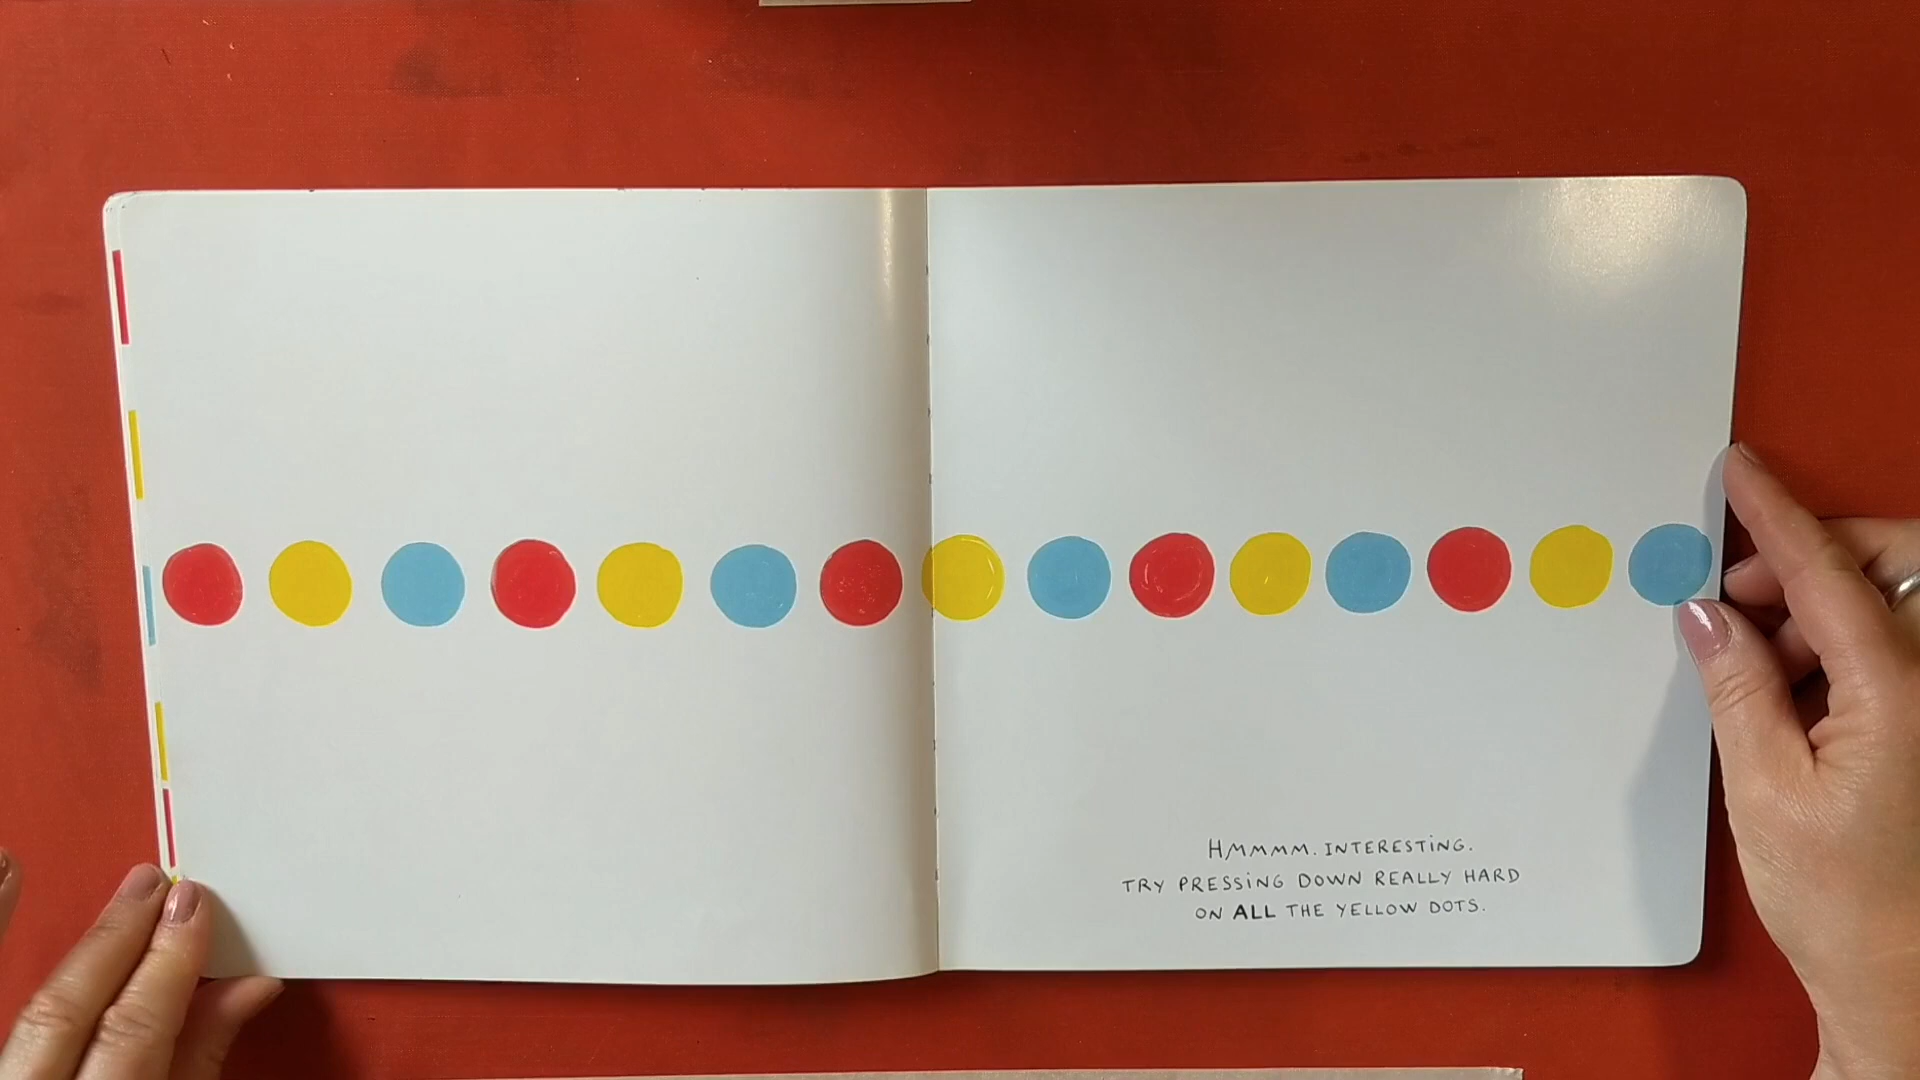 HMMMM. INTERESTING.
TRY PRESSING DOWN REALLY HARD
ON ALL THE YELLOW DOTS.